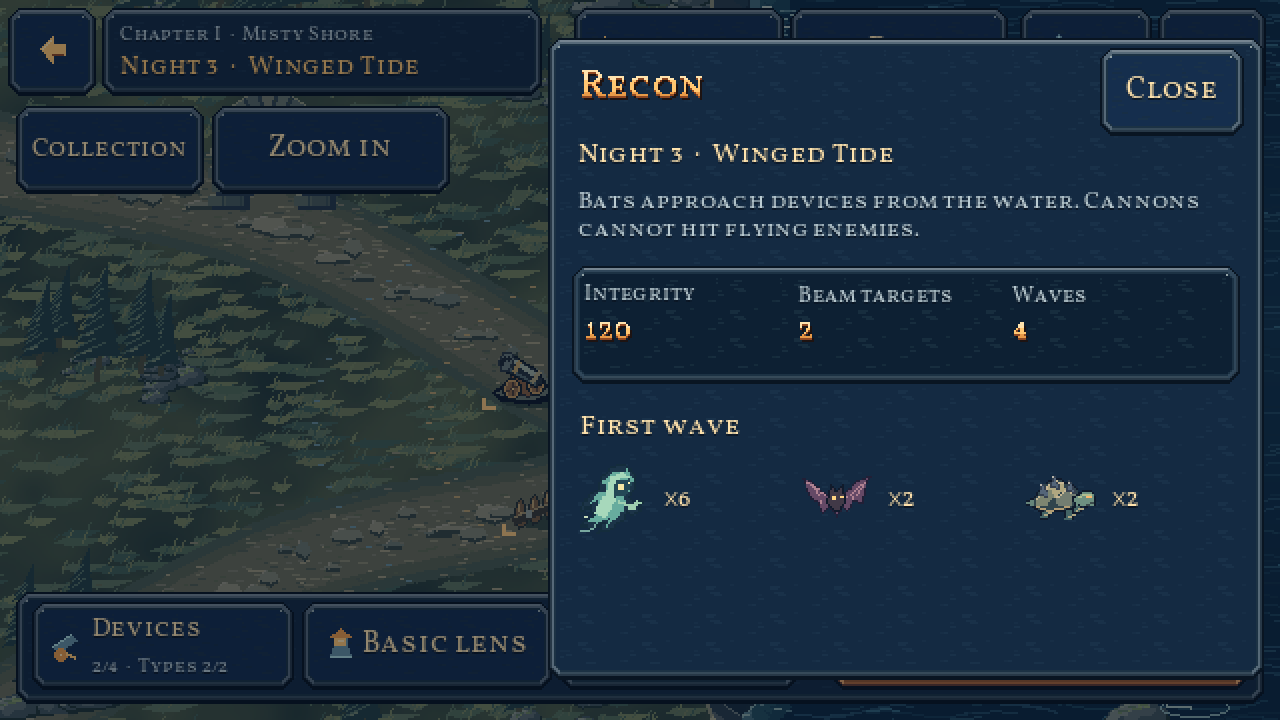 Chapter I · Misty Shore
Night 3 · Winged Tide
Collection
Zoom in
Recon
Close
Night 3 · Winged Tide
Bats approach devices from the water. Cannons
cannot hit flying enemies.
Integrity
Beam targets
Waves
120
2
4
First wave
x6
x2
x2
Devices
2/4 · Types 2/2
Basic lens